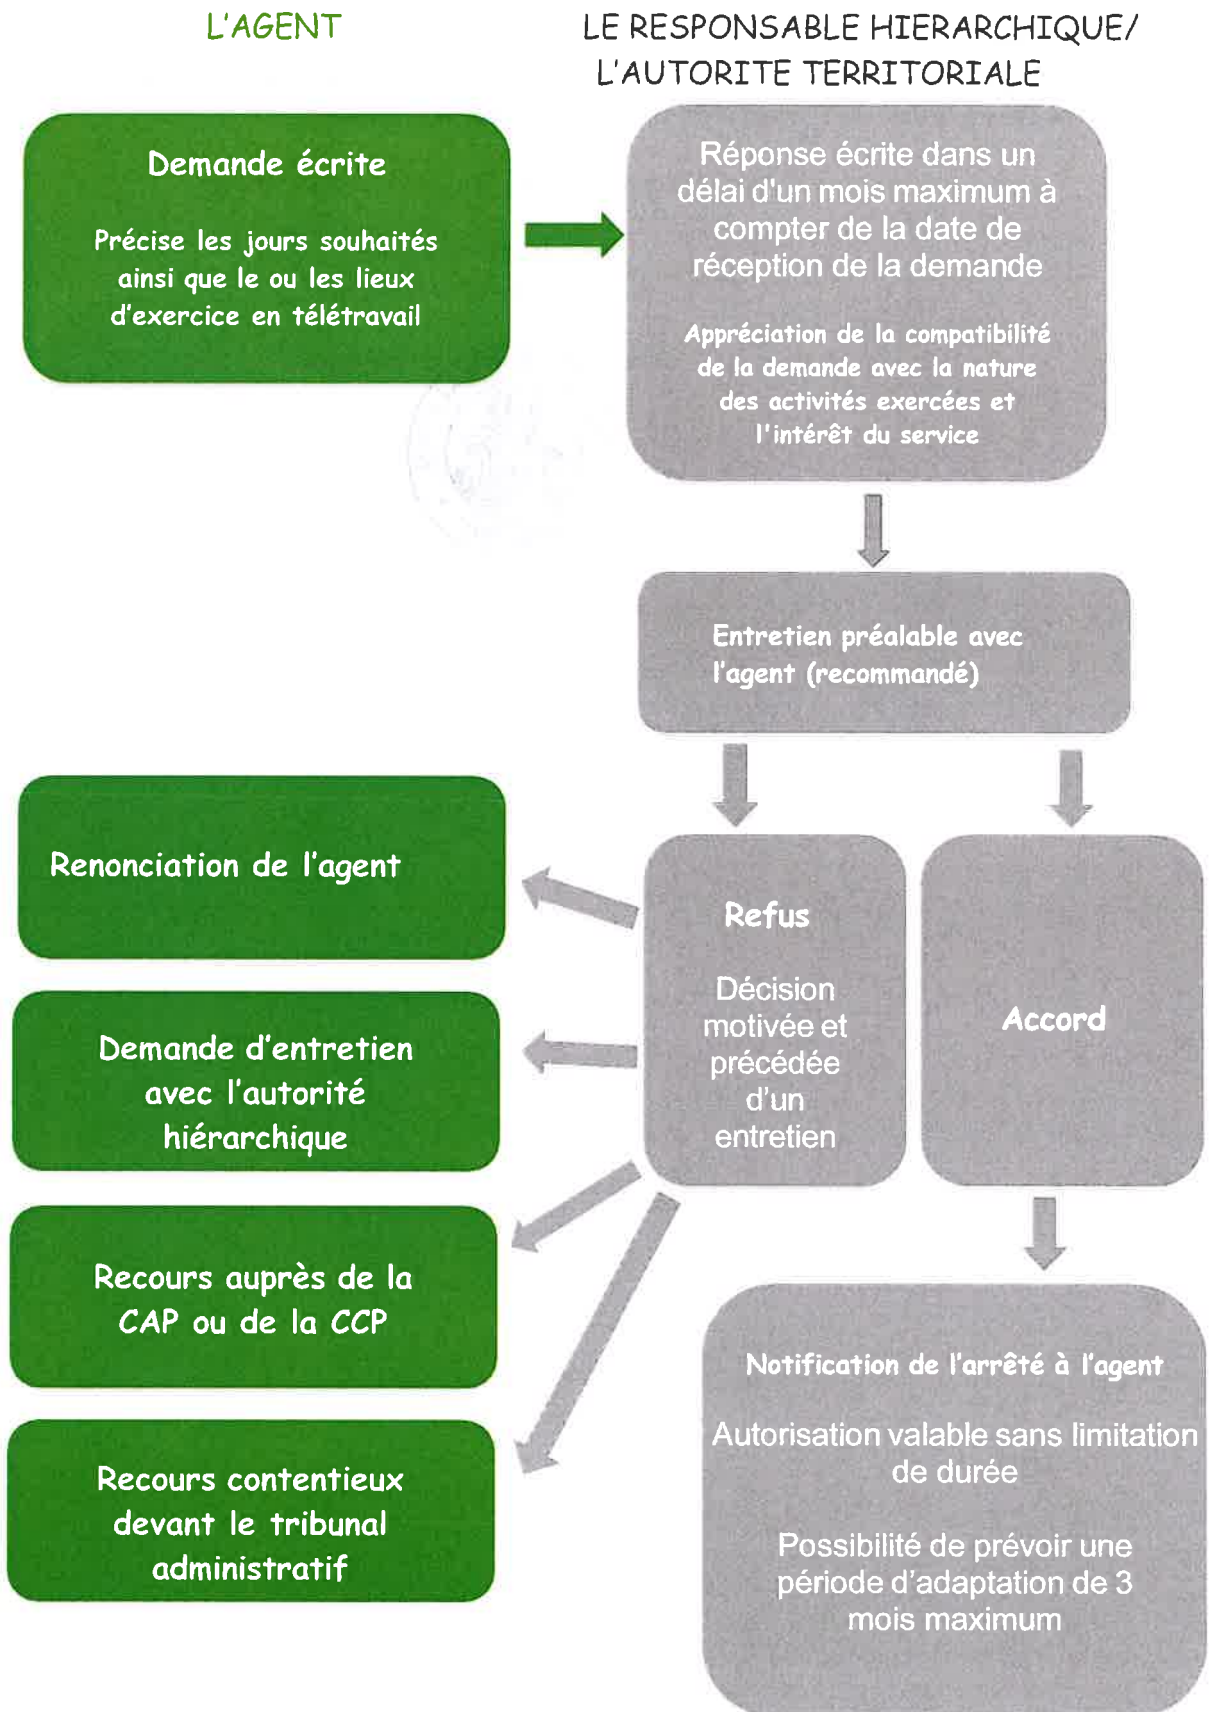 L'AGENT
LE RESPONSABLE HIERARCHIQUE/
L'AUTORITE TERRITORIALE
Demande écrite
Précise les jours souhaités
ainsi que le ou les lieux
d'exercice en télétravail
Réponse écrite dans un
délai d'un mois maximum à
compter de la date de
réception de la demande
Appréciation de la compatibilité
de la demande avec la nature
des activités exercées et
l'intérêt du service
Entretien préalable avec
l'agent (recommandé)
Renonciation de l'agent
Demande d'entretien
avec l'autorité
hiérarchique
Recours auprès de la
CAP ou de la CCP
Recours contentieux
devant le tribunal
administratif
Refus
Décision
motivée et
précédée
d'un
entretien
Accord
Notification de l'arrêté à l'agent
Autorisation valable sans limitation
de durée
Possibilité de prévoir une
période d'adaptation de 3
mois maximum